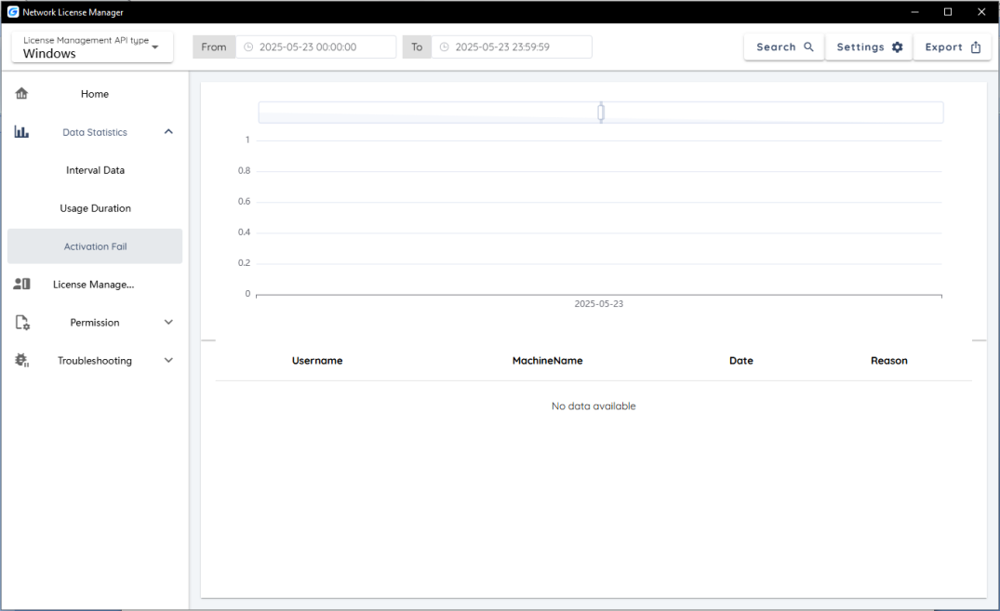 Network License Manager
License Management API type
Windows
From
2025-05-23 00:00:00
To
2025-05-23 23:59:59
Search
Settings
Export
Home
Data Statistics
Interval Data
Usage Duration
Activation Fail
License Manage...
Permission
Troubleshooting
1
0.8
0.6
0.4
0.2
0
2025-05-23
Username MachineName Date Reason
No data available